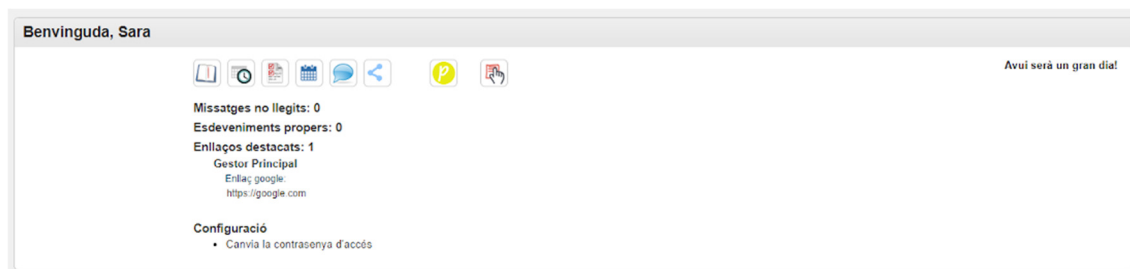 Benvinguda, Sara
Avui serà un gran dia!
Missatges no llegits: 0
Esdeveniments propers: 0
Enllaços destacats: 1
Gestor Principal
Enllaç google:
https://google.com
Configuració
Canvia la contrasenya d'accés